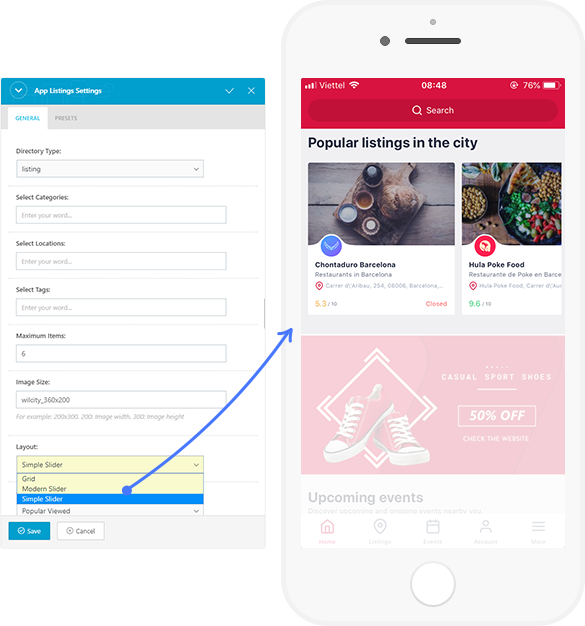 App Listings Settings
GENERAL PRESETS
Directory Type:
listing
Select Categories:
Enter your word...
Select Locations:
Enter your word...
Select Tags:
Enter your word...
Maximum Items:
6
Image Size:
wilcity_360x200
For example: 200x300, 200: Image width, 300: Image height
Layout:
Simple Slider
Grid
Modern Slider
Simple Slider
Popular Viewed
Save Cancel
Viettel 08:48 76%
Search
Popular listings in the city
Chontaduro Barcelona
Restaurants in Barcelona
Carrer d'Aribau, 254, 08006, Barcelona,...
5.3 / 10 Closed
Hula Poke Food
Restaurante de Poke en Barce
Hula Poke Food, Carrer d'Au
9.6 / 10
CASUAL SPORT SHOES
50% OFF
CHECK THE WEBSITE
Upcoming events
Discover upcoming and ongoing events nearby you.
Home Listings Events Account More